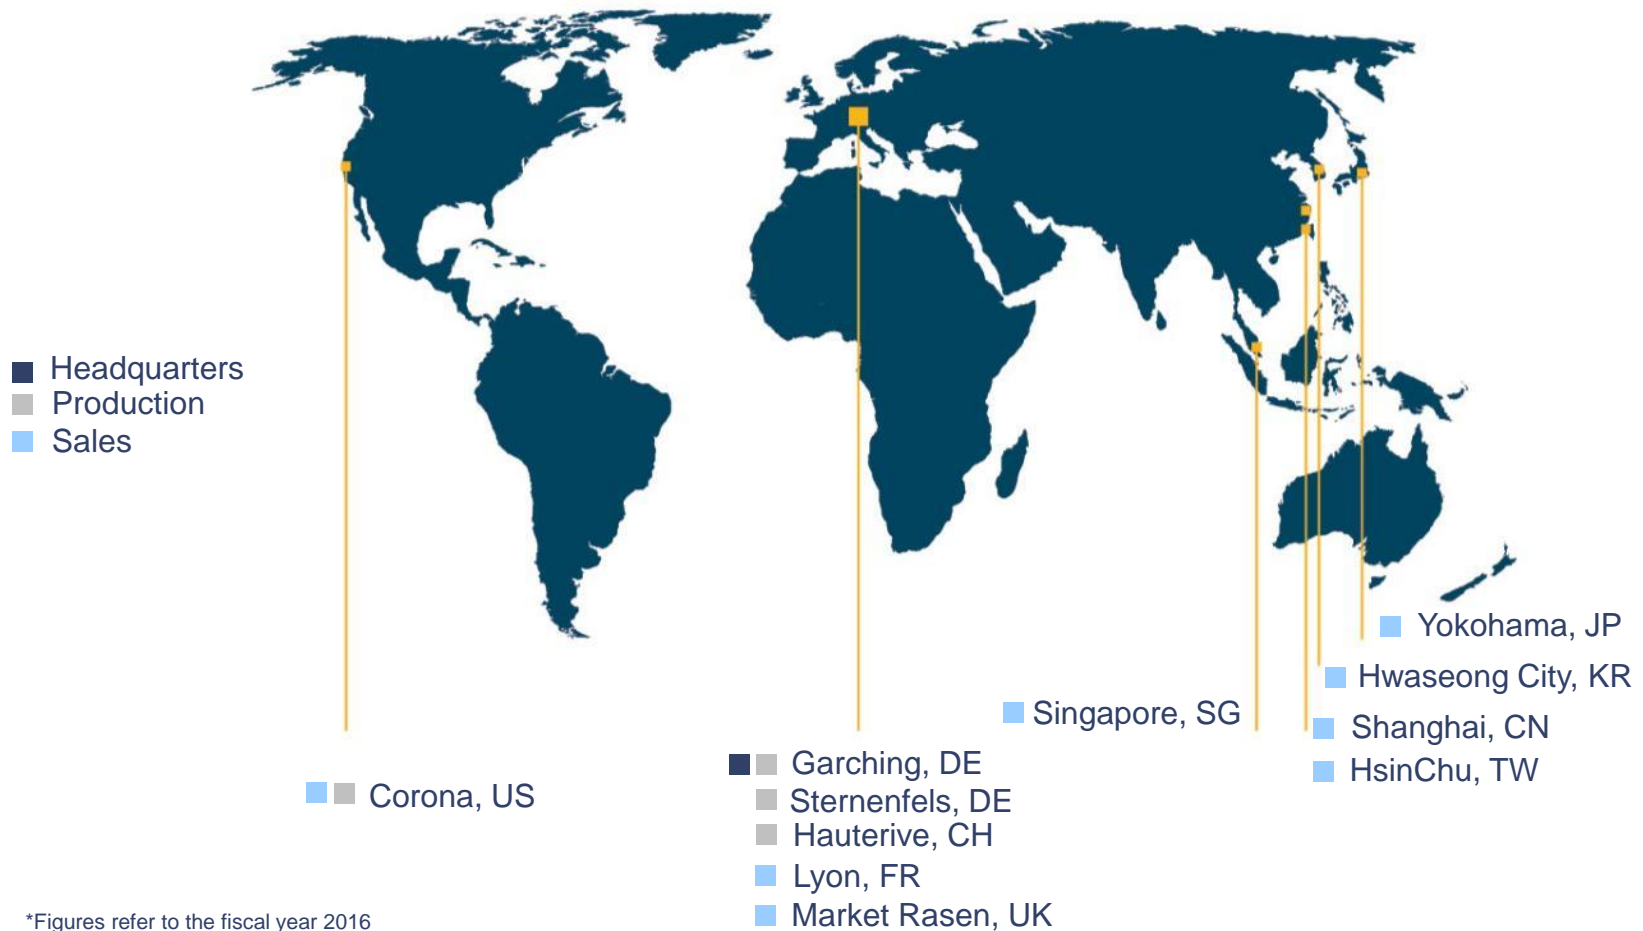 Headquarters
Production
Sales
Yokohama, JP
Hwaseong City, KR
Singapore, SG
Shanghai, CN
HsinChu, TW
Corona, US
Garching, DE
Sternenfels, DE
Hauterive, CH
Lyon, FR
Market Rasen, UK
*Figures refer to the fiscal year 2016